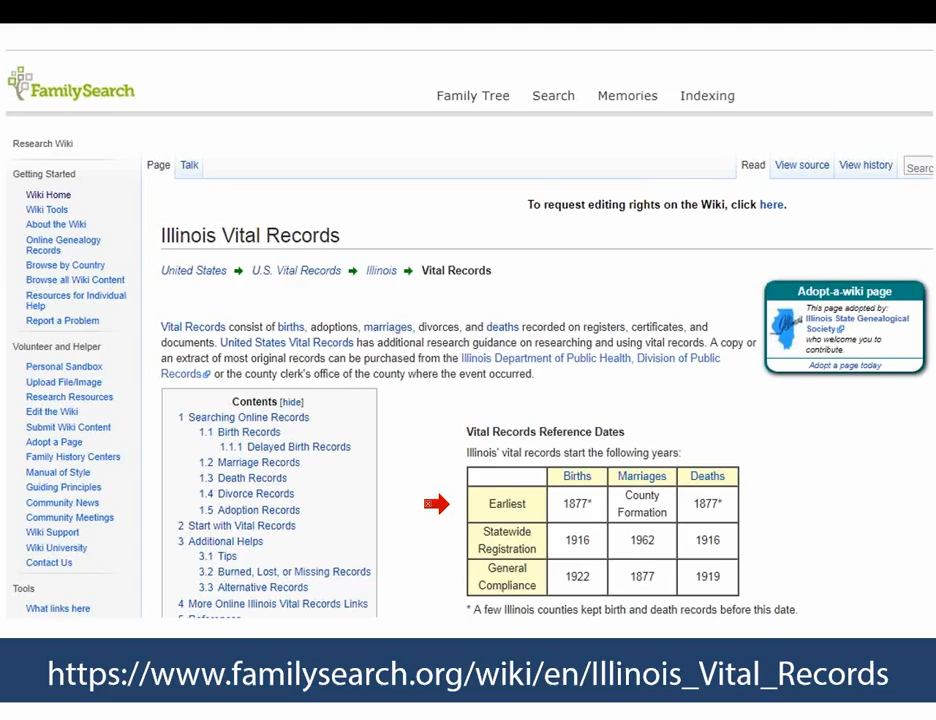 FamilySearch
Family Tree Search Memories Indexing
Research Wiki
Getting Started
Wiki Home
Wiki Tools
About the Wiki
Online Genealogy
Records
Browse by Country
Browse all Wiki Content
Resources for Individual
Help
Report a Problem
Volunteer and Helper
Personal Sandbox
Upload File/Image
Research Resources
Edit the Wiki
Submit Wiki Content
Adopt a Page
Family History Centers
Manual of Style
Guiding Principles
Community News
Community Meetings
Wiki Support
Wiki University
Contact Us
Tools
What links here
Page Talk
Read View source View history Searc
To request editing rights on the Wiki, click here.
Illinois Vital Records
United States U.S. Vital Records Illinois Vital Records
Adopt-a-wiki page
This page adopted by:
Illinois State Genealogical
Society
who welcome you to
contribute.
Adopt a page today
Vital Records consist of births, adoptions, marriages, divorces, and deaths recorded on registers, certificates, and
documents. United States Vital Records has additional research guidance on researching and using vital records. A copy or
an extract of most original records can be purchased from the Illinois Department of Public Health, Division of Public
Records or the county clerk's office of the county where the event occurred.
Contents [hide]
1 Searching Online Records
1.1 Birth Records
1.1.1 Delayed Birth Records
1.2 Marriage Records
1.3 Death Records
1.4 Divorce Records
1.5 Adoption Records
2 Start with Vital Records
3 Additional Helps
3.1 Tips
3.2 Burned, Lost, or Missing Records
3.3 Alternative Records
4 More Online Illinois Vital Records Links
Vital Records Reference Dates
Illinois' vital records start the following years:
Births Marriages Deaths
Earliest 1877* County Formation 1877*
Statewide Registration 1916 1962 1916
General Compliance 1922 1877 1919
* A few Illinois counties kept birth and death records before this date.
https://www.familysearch.org/wiki/en/Illinois_Vital_Records